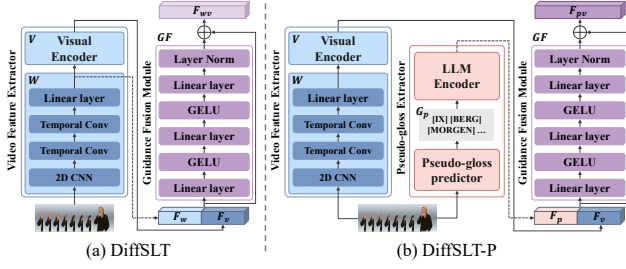 F_wv
GF
Layer Norm
Linear layer
GELU
Linear layer
GELU
Linear layer
Guidance Fusion Module
V
Visual
Encoder
W
Linear layer
Temporal Conv
Temporal Conv
2D CNN
Video Feature Extractor
F_w F_v
(a) DiffSLT
V
Visual
Encoder
W
Linear layer
Temporal Conv
Temporal Conv
2D CNN
Video Feature Extractor
LLM
Encoder
G_p
[IX] [BERG]
[MORGEN] ...
Pseudo-gloss
predictor
Pseudo-gloss Extractor
F_pv
GF
Layer Norm
Linear layer
GELU
Linear layer
GELU
Linear layer
Guidance Fusion Module
F_p F_v
(b) DiffSLT-P